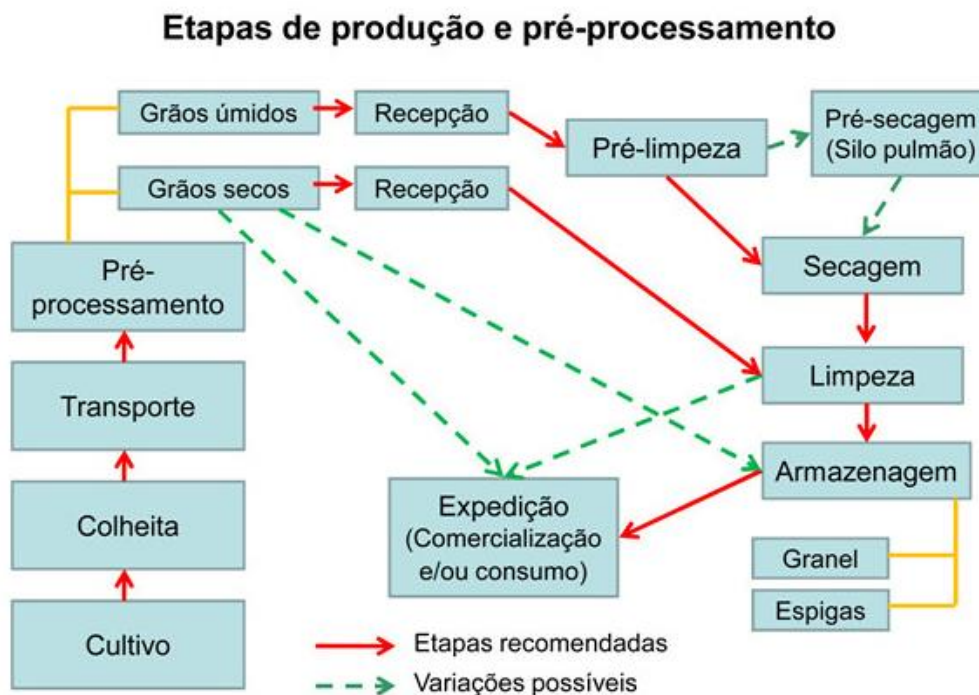 Etapas de produção e pré-processamento
Grãos úmidos
Recepção
Pré-limpeza
Pré-secagem
(Silo pulmão)
Grãos secos
Recepção
Pré-
processamento
Secagem
Transporte
Limpeza
Colheita
Armazenagem
Expedição
(Comercialização
e/ou consumo)
Granel
Espigas
Cultivo
Etapas recomendadas
Variações possíveis